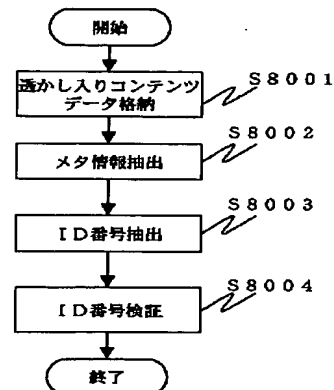 開始
透かし入りコンテンツ
データ格納
S8001
メタ情報抽出
S8002
ID番号抽出
S8003
ID番号検証
S8004
終了